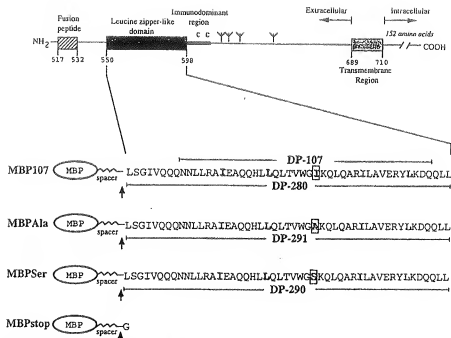 Fusion peptide
Leucine zipper-like domain
Immunodominant region
Extracellular
Intracellular
NH2
C C
152 amino acids
COOH
517 532 550 598 689 710
Transmembrane Region
DP-107
MBP107 MBP spacer LSGIVQQQNNLLRAIEAQQHLLQLTVWGIKQLQARILAVERYLKDQQLL
DP-280
MBPAla MBP spacer LSGIVQQQNNLLRAIEAQQHLLQLTVWGAKQLQARILAVERYLKDQQLL
DP-291
MBPSer MBP spacer LSGIVQQQNNLLRAIEAQQHLLQLTVWGSKQLQARILAVERYLKDQQLL
DP-290
MBPstop MBP spacer G